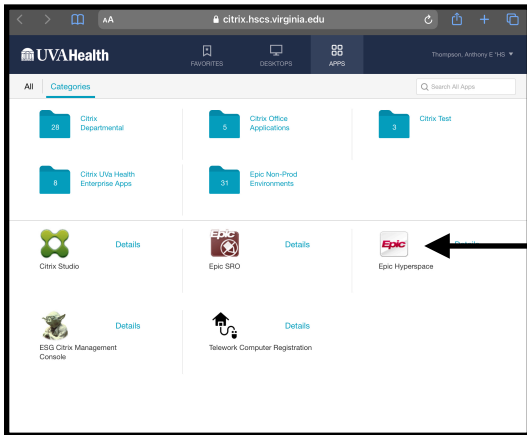 AA
citrix.hscs.virginia.edu
UVAHealth
FAVORITES
DESKTOPS
APPS
Thompson, Anthony E *HS
All
Categories
Search All Apps
28
Citrix
Departmental
5
Citrix Office
Applications
3
Citrix Test
8
Citrix UVa Health
Enterprise Apps
31
Epic Non-Prod
Environments
Details
Citrix Studio
Epic
Details
Epic SRO
Epic
Epic Hyperspace
Details
ESG Citrix Management
Console
Details
Telework Computer Registration